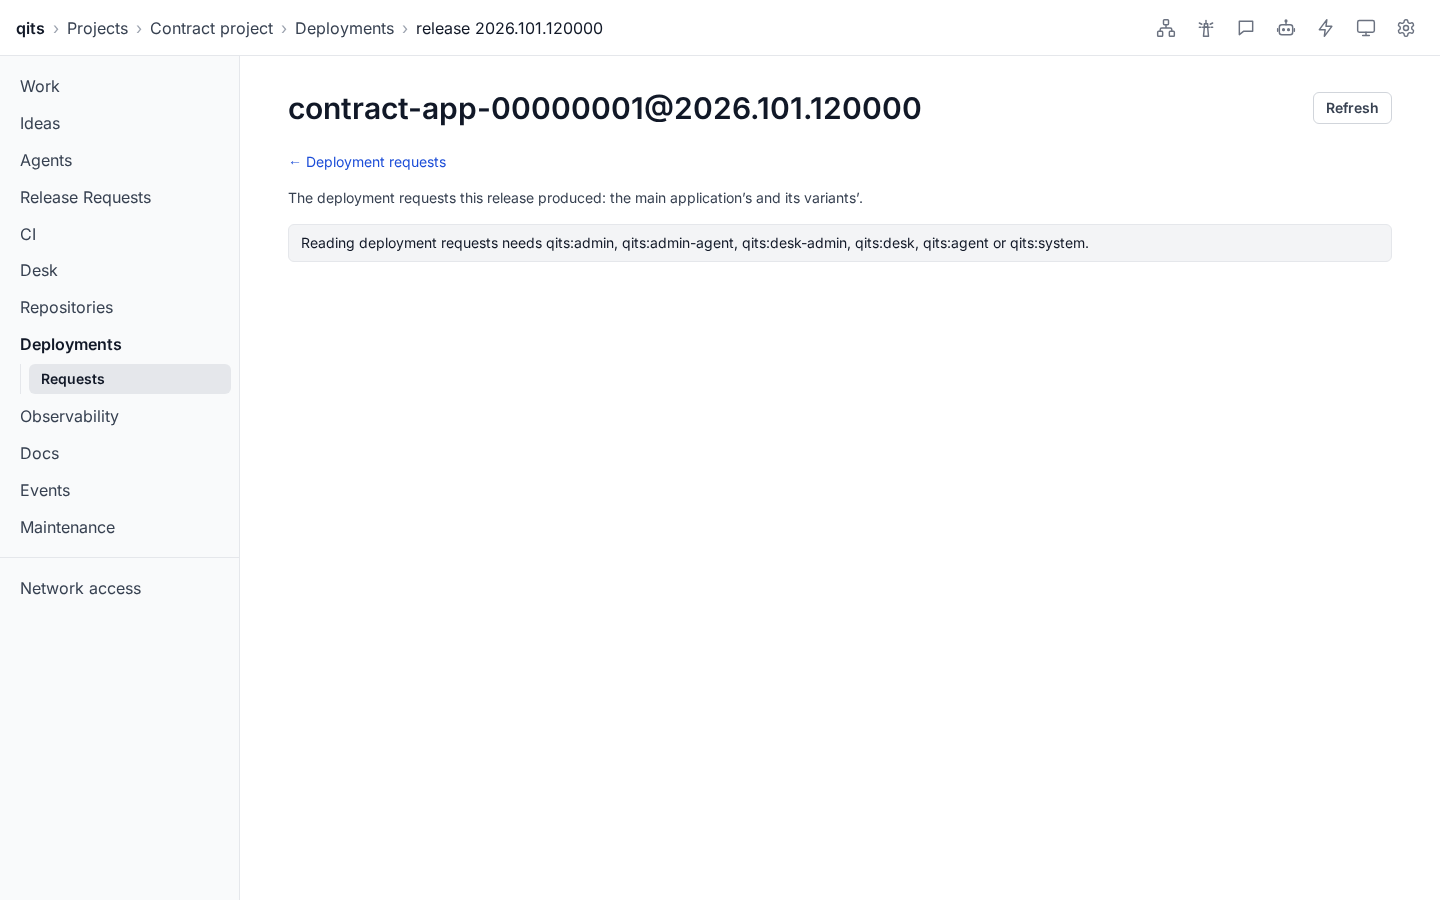 qits › Projects › Contract project › Deployments › release 2026.101.120000
Work
Ideas
Agents
Release Requests
CI
Desk
Repositories
Deployments
Requests
Observability
Docs
Events
Maintenance
Network access
contract-app-00000001@2026.101.120000
Refresh
← Deployment requests
The deployment requests this release produced: the main application’s and its variants’.
Reading deployment requests needs qits:admin, qits:admin-agent, qits:desk-admin, qits:desk, qits:agent or qits:system.